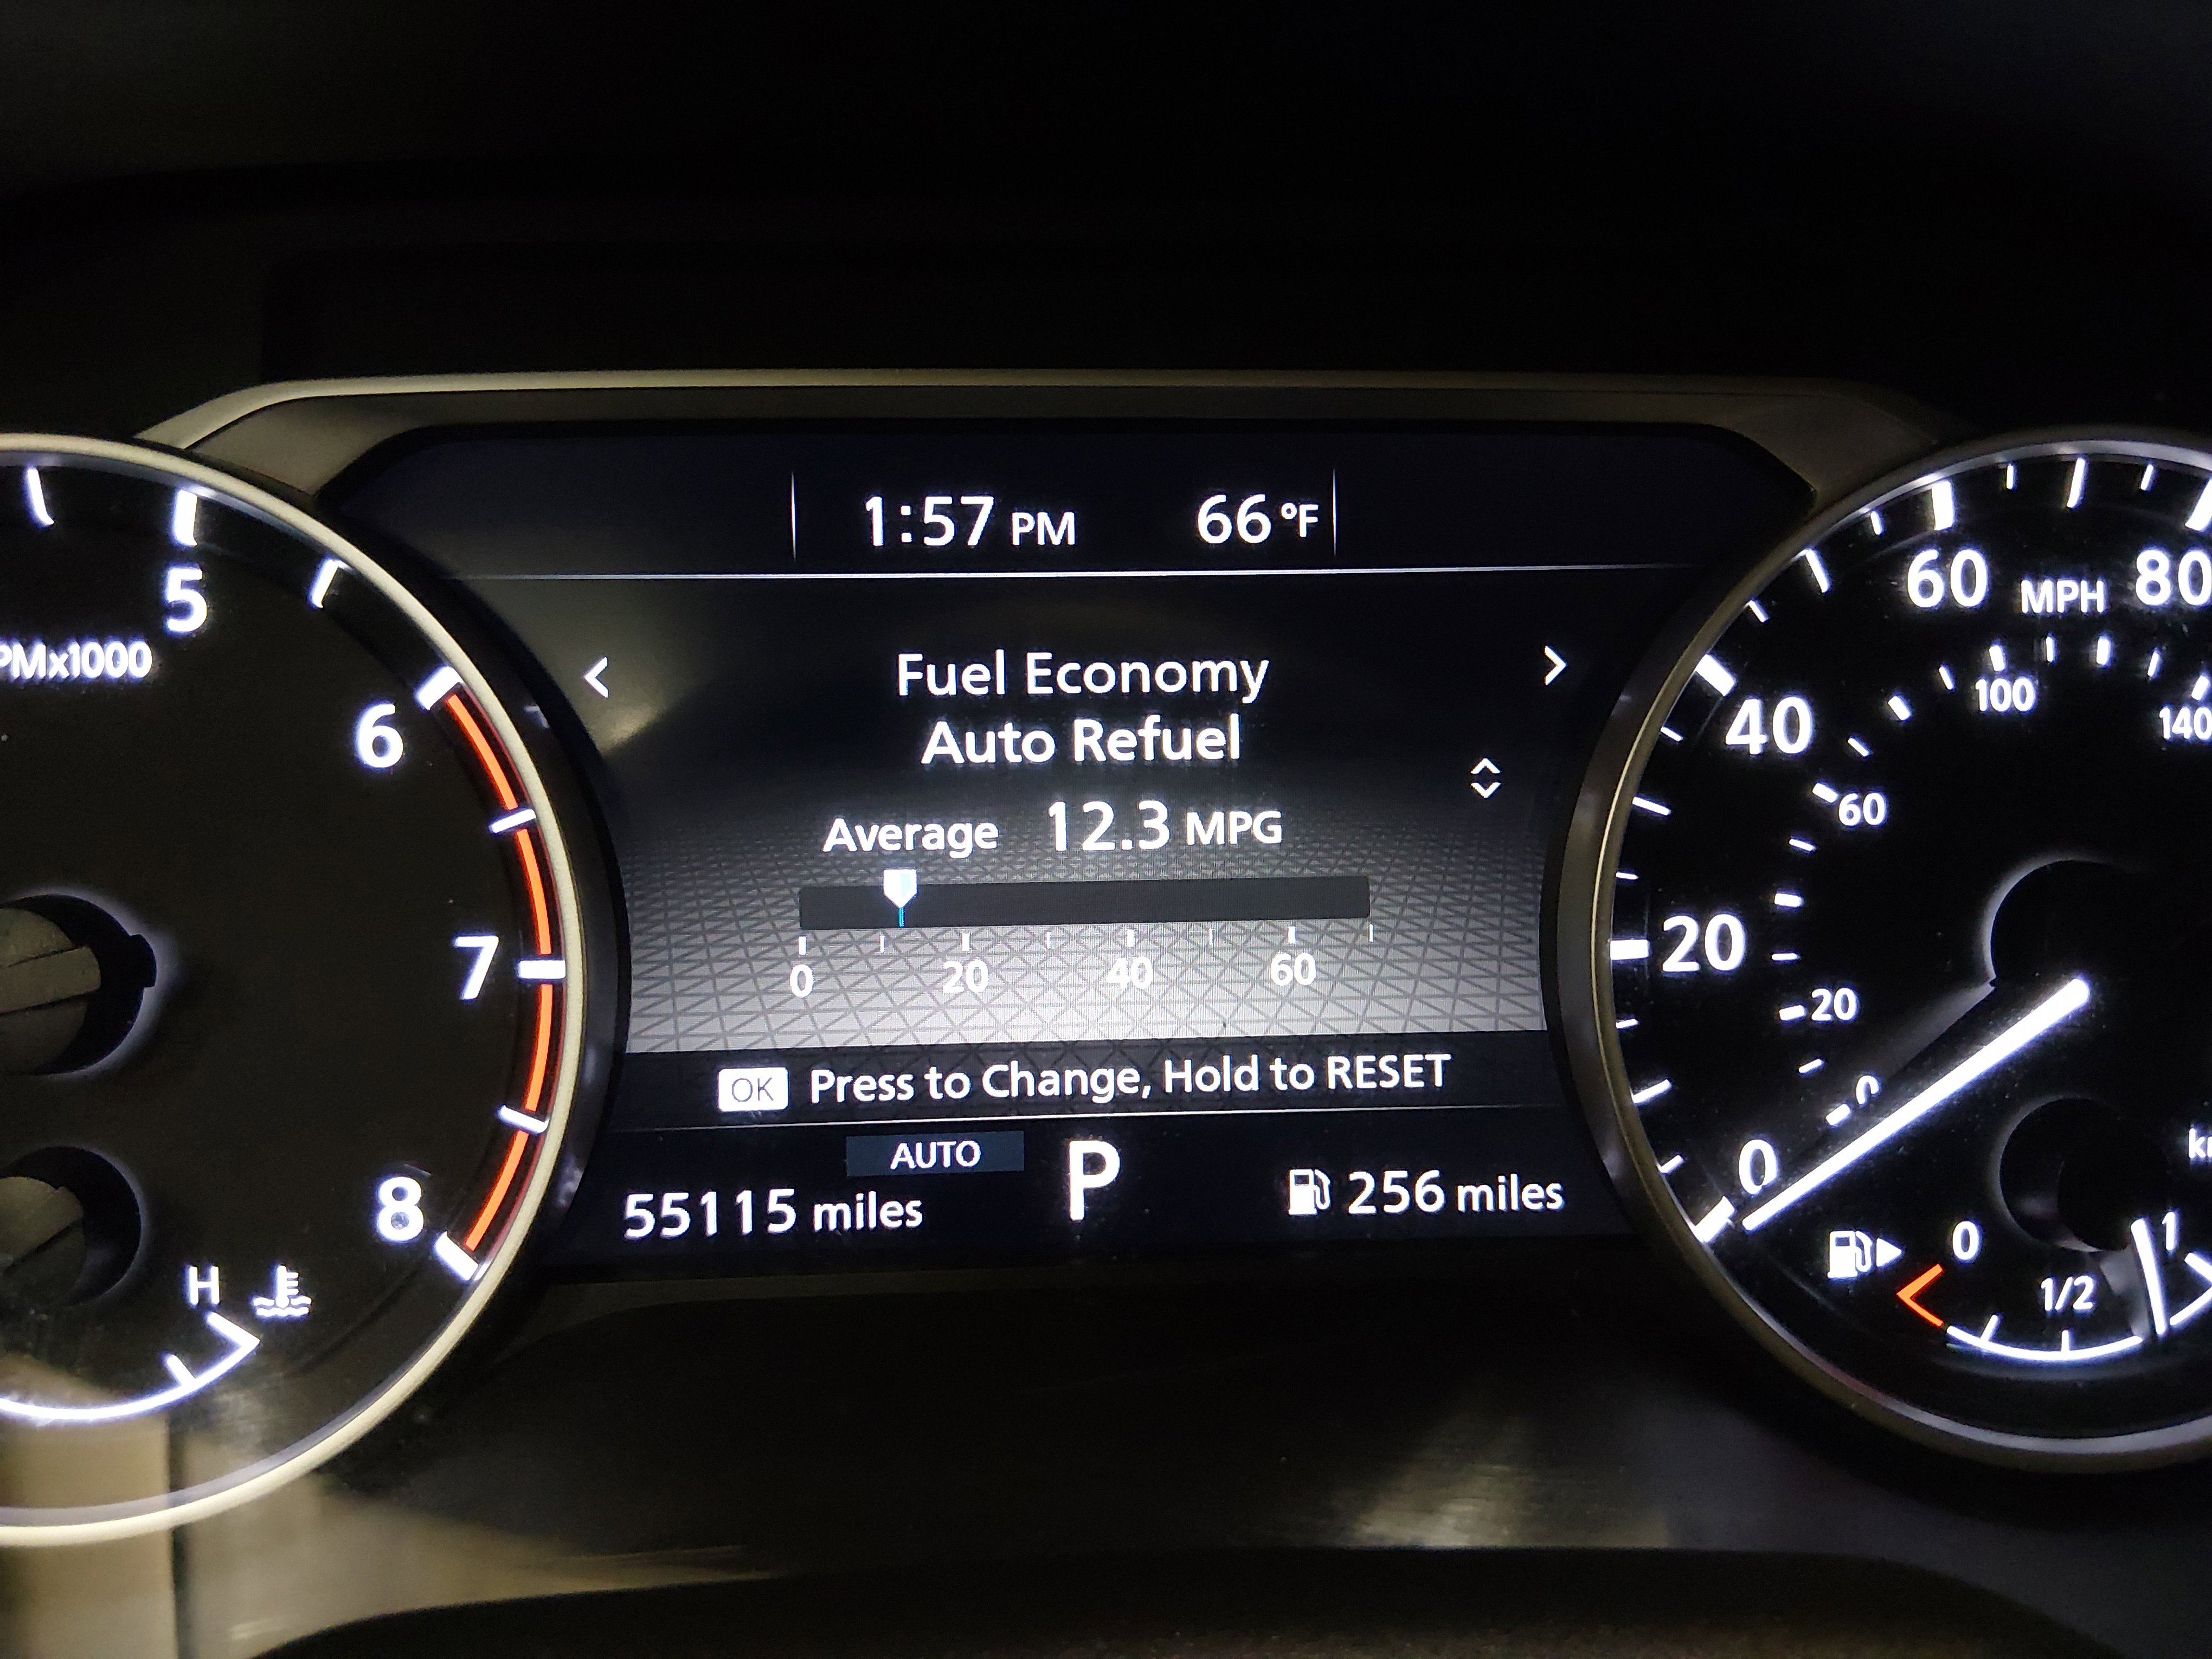 1:57 PM 66 °F
Fuel Economy
Auto Refuel
Average 12.3 MPG
0 20 40 60
OK Press to Change, Hold to RESET
AUTO
P
55115 miles
256 miles
5
PMx1000
6
7
8
H
60 MPH 80
40
20
0
100
140
60
20
0
0
1/2
1